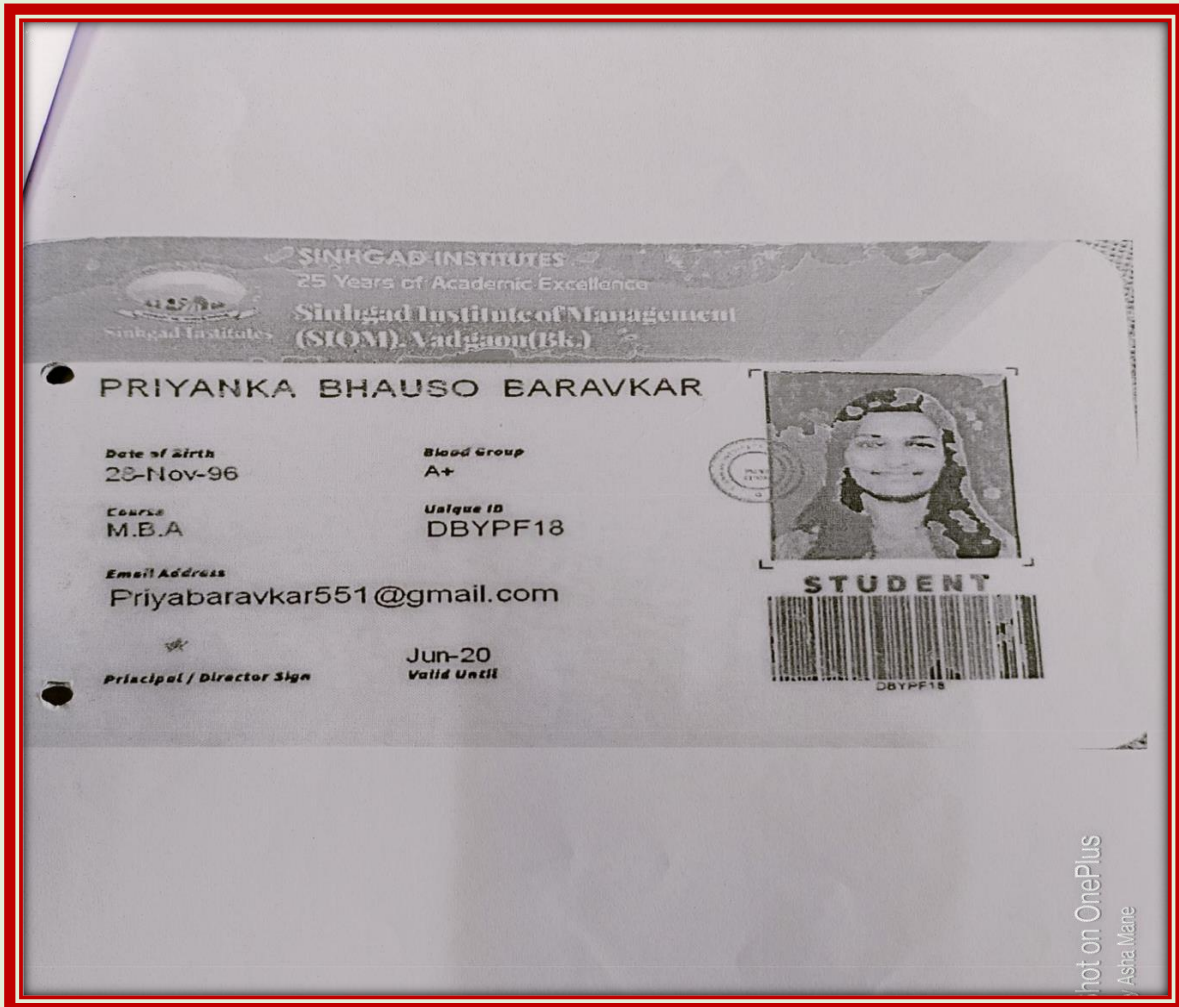 SINHGAD INSTITUTES
25 Years of Academic Excellence
Sinhgad Institute of Management
(SIOM), Vadgaon(Bk.)
Sinhgad Institutes
PRIYANKA BHAUSO BARAVKAR
Date of Birth
28-Nov-96
Blood Group
A+
Course
M.B.A
Unique ID
DBYPF18
Email Address
Priyabaravkar551@gmail.com
Principal / Director Sign
Jun-20
Valid Until
STUDENT
DBYPF18
hot on OnePlus
y Asha Mane